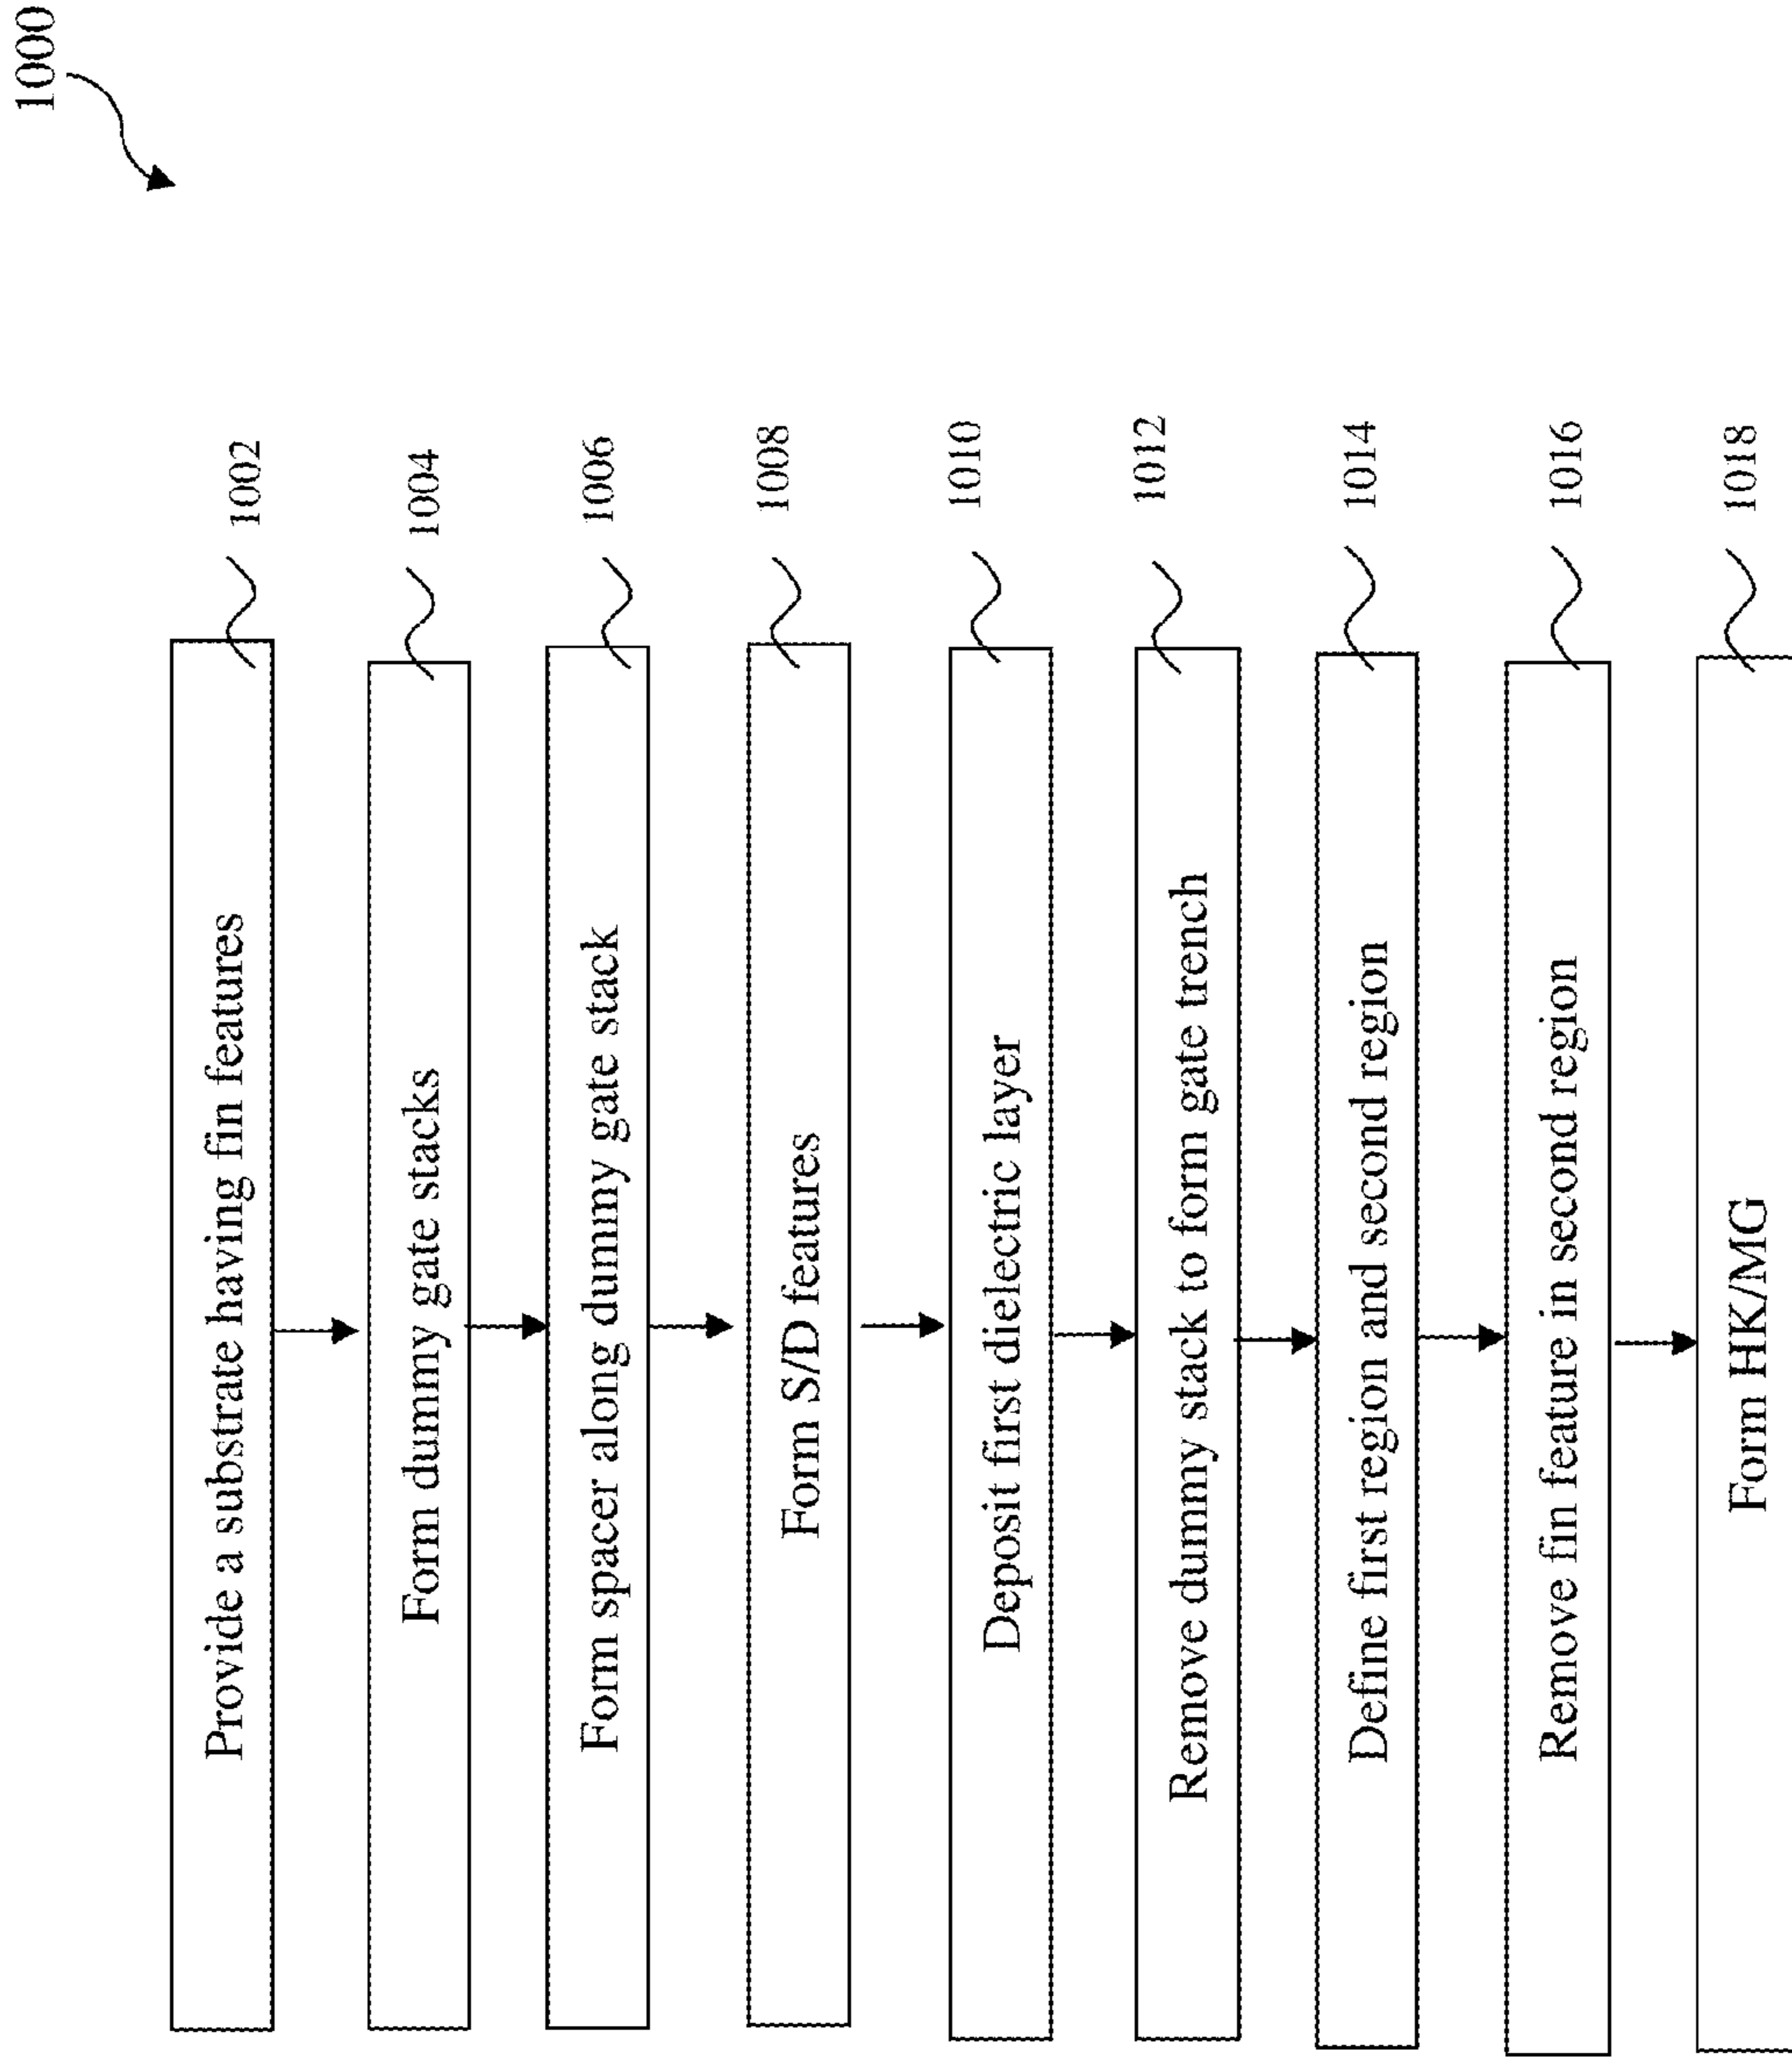 1000
Provide a substrate having fin features
1002
Form dummy gate stacks
1004
Form spacer along dummy gate stack
1006
Form S/D features
1008
Deposit first dielectric layer
1010
Remove dummy stack to form gate trench
1012
Define first region and second region
1014
Remove fin feature in second region
1016
Form HK/MG
1018